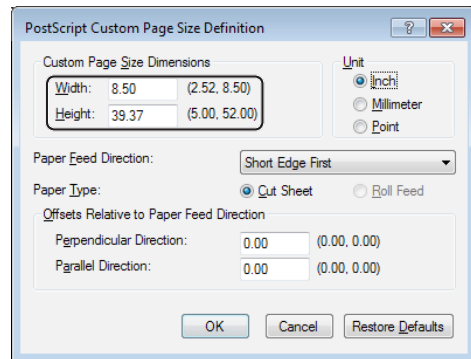 PostScript Custom Page Size Definition
Custom Page Size Dimensions
Width: 8.50 (2.52, 8.50)
Height: 39.37 (5.00, 52.00)
Unit
Inch
Millimeter
Point
Paper Feed Direction: Short Edge First
Paper Type: Cut Sheet Roll Feed
Offsets Relative to Paper Feed Direction
Perpendicular Direction: 0.00 (0.00, 0.00)
Parallel Direction: 0.00 (0.00, 0.00)
OK Cancel Restore Defaults